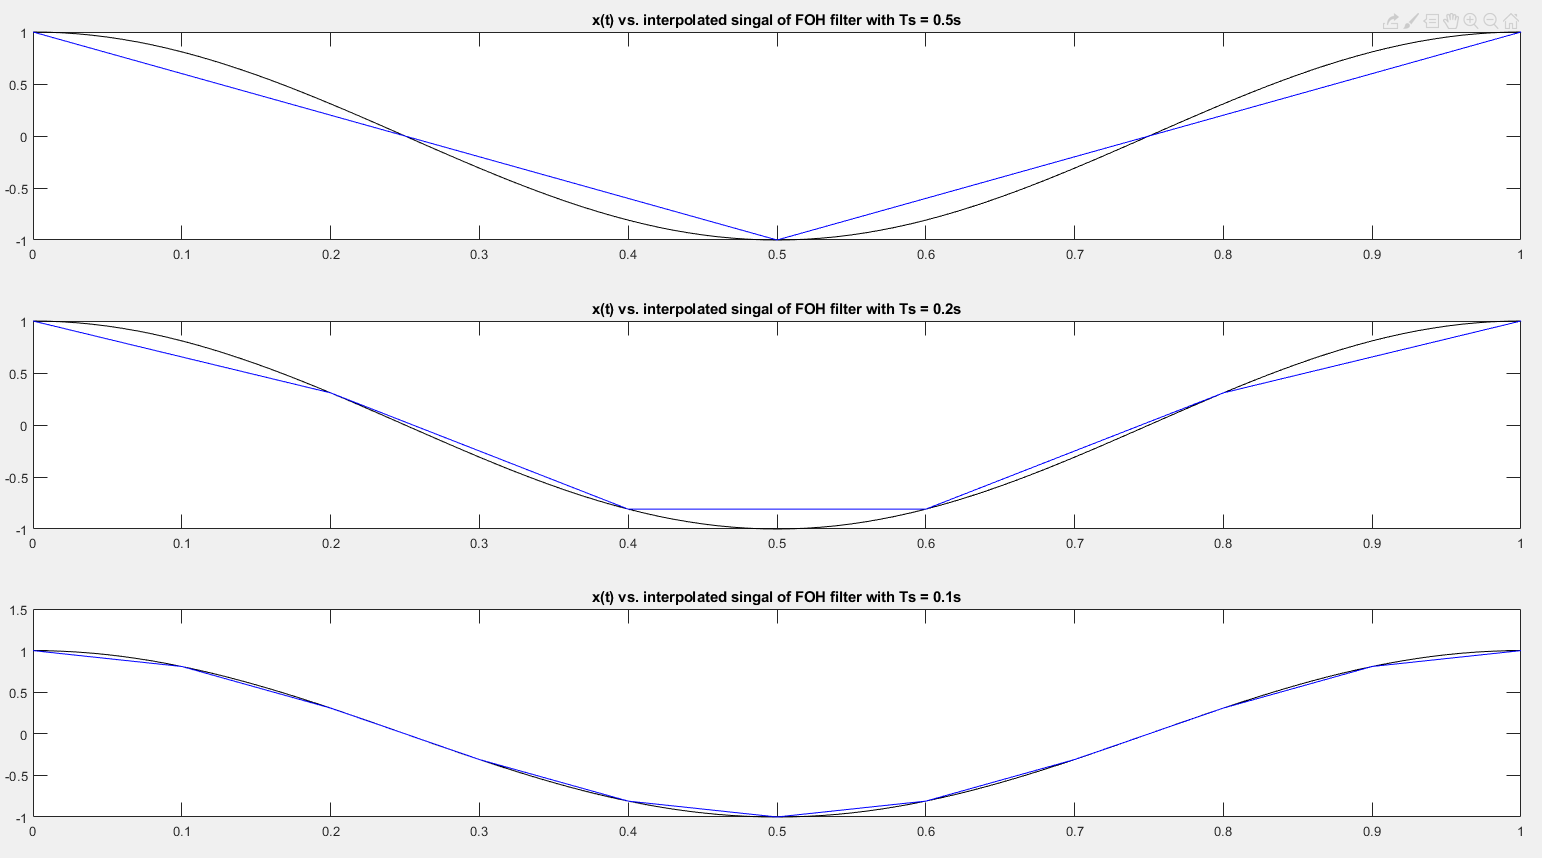 x(t) vs. interpolated singal of FOH filter with Ts = 0.5s
1
0.5
0
-0.5
-1
0 0.1 0.2 0.3 0.4 0.5 0.6 0.7 0.8 0.9 1
x(t) vs. interpolated singal of FOH filter with Ts = 0.2s
1
0.5
0
-0.5
-1
0 0.1 0.2 0.3 0.4 0.5 0.6 0.7 0.8 0.9 1
x(t) vs. interpolated singal of FOH filter with Ts = 0.1s
1.5
1
0.5
0
-0.5
-1
0 0.1 0.2 0.3 0.4 0.5 0.6 0.7 0.8 0.9 1